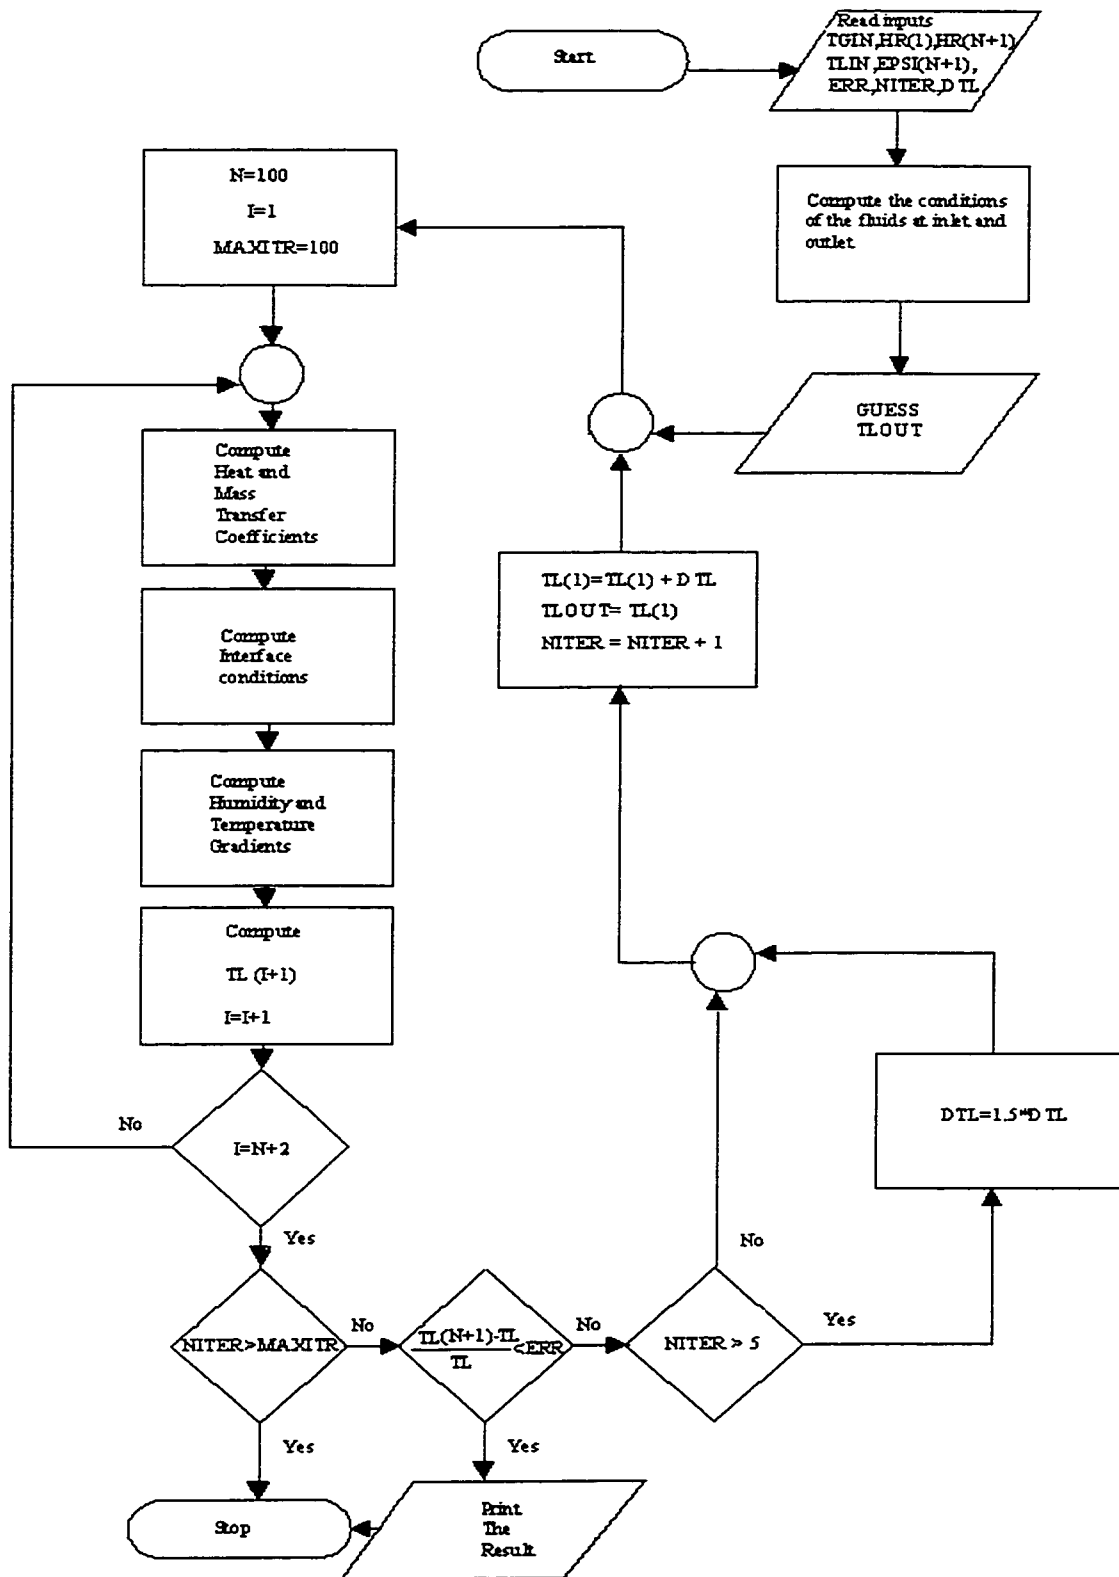 Start
Read inputs
TGIN,HR(1),HR(N+1)
TLIN,EPSI(N+1),
ERR,NITER,DTL
Compute the conditions
of the fluids at inlet and
outlet
GUESS
TLOUT
N=100
I=1
MAXITR=100
Compute
Heat and
Mass
Transfer
Coefficients
Compute
Interface
conditions
Compute
Humidity and
Temperature
Gradients
Compute
TL (I+1)
I=I+1
I=N+2
No
Yes
NITER>MAXITR
No
Yes
TL(N+1)-TL
TL
<ERR
No
Yes
NITER > 5
No
Yes
DTL=1.5*DTL
TL(1)=TL(1) + DTL
TLOUT= TL(1)
NITER = NITER + 1
Print
The
Result
Stop